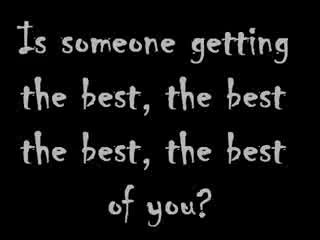 Is someone getting
the best, the best
the best, the best
of you?